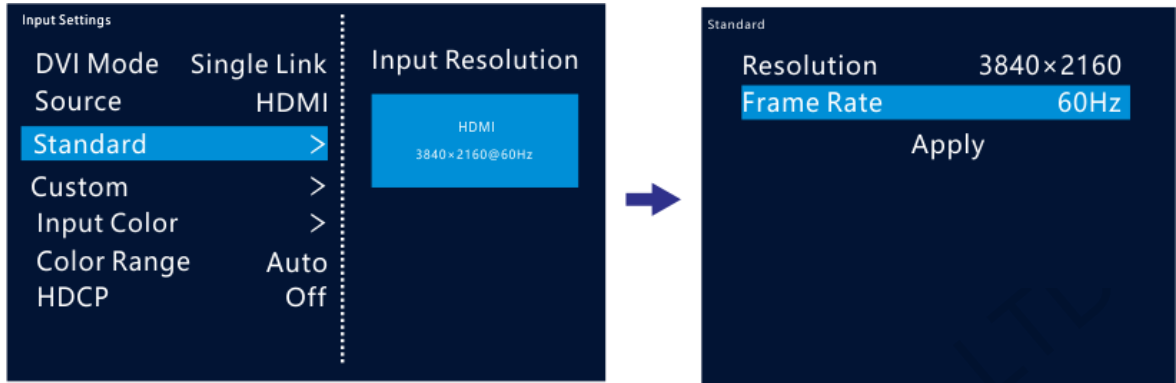 Input Settings
DVI Mode Single Link
Source HDMI
Standard >
Custom >
Input Color >
Color Range Auto
HDCP Off
Input Resolution
HDMI
3840×2160@60Hz
Standard
Resolution 3840×2160
Frame Rate 60Hz
Apply